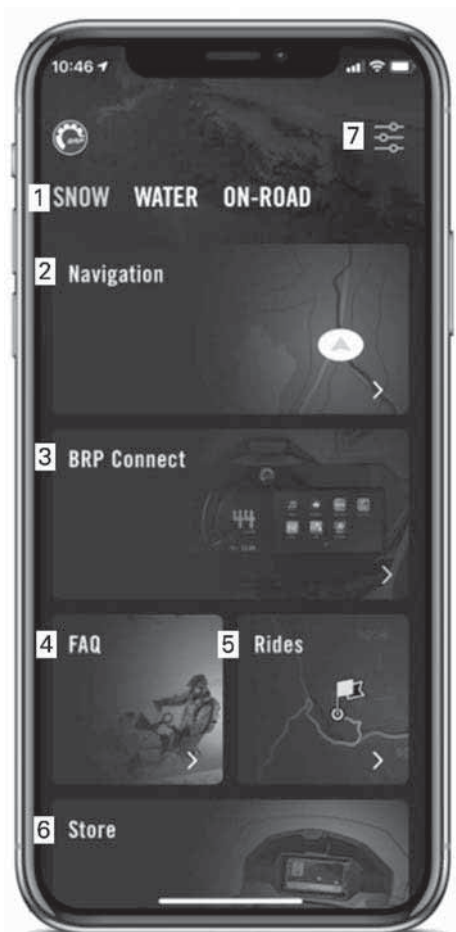 10:46
7
1 SNOW WATER ON-ROAD
2 Navigation
3 BRP Connect
4 FAQ 5 Rides
6 Store